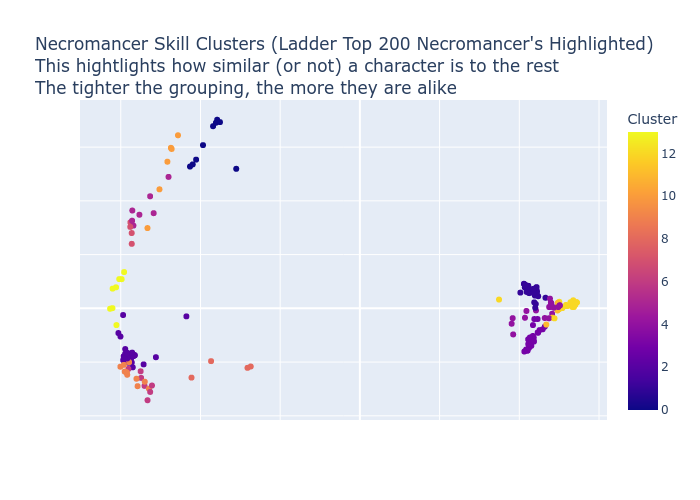 Necromancer Skill Clusters (Ladder Top 200 Necromancer's Highlighted)
This hightlights how similar (or not) a character is to the rest
The tighter the grouping, the more they are alike
Cluster
12
10
8
6
4
2
0